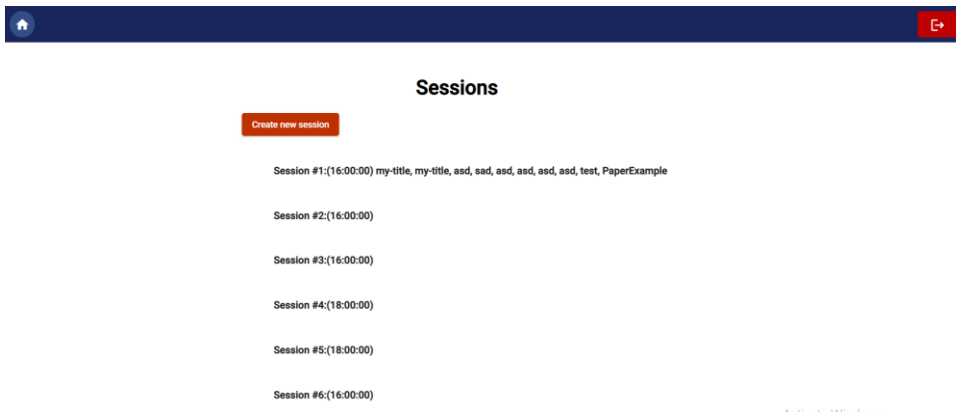 Sessions
Create new session
Session #1:(16:00:00) my-title, my-title, asd, sad, asd, asd, asd, asd, test, PaperExample
Session #2:(16:00:00)
Session #3:(16:00:00)
Session #4:(18:00:00)
Session #5:(18:00:00)
Session #6:(16:00:00)